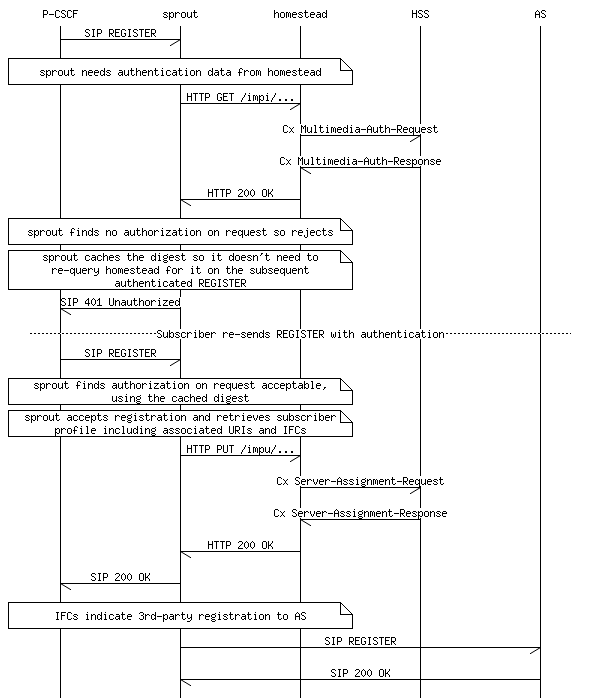 P-CSCF sprout homestead HSS AS
SIP REGISTER
sprout needs authentication data from homestead
HTTP GET /impi/...
Cx Multimedia-Auth-Request
Cx Multimedia-Auth-Response
HTTP 200 OK
sprout finds no authorization on request so rejects
sprout caches the digest so it doesn't need to
re-query homestead for it on the subsequent
authenticated REGISTER
SIP 401 Unauthorized
Subscriber re-sends REGISTER with authentication
SIP REGISTER
sprout finds authorization on request acceptable,
using the cached digest
sprout accepts registration and retrieves subscriber
profile including associated URIs and IFCs
HTTP PUT /impu/...
Cx Server-Assignment-Request
Cx Server-Assignment-Response
HTTP 200 OK
SIP 200 OK
IFCs indicate 3rd-party registration to AS
SIP REGISTER
SIP 200 OK